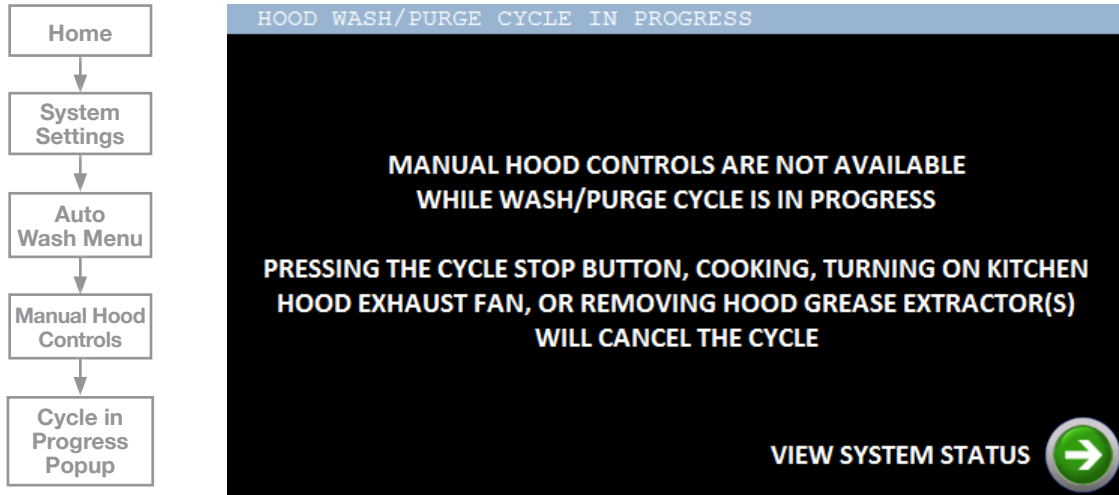 Home
System
Settings
Auto
Wash Menu
Manual Hood
Controls
Cycle in
Progress
Popup
HOOD WASH/PURGE CYCLE IN PROGRESS
MANUAL HOOD CONTROLS ARE NOT AVAILABLE
WHILE WASH/PURGE CYCLE IS IN PROGRESS
PRESSING THE CYCLE STOP BUTTON, COOKING, TURNING ON KITCHEN
HOOD EXHAUST FAN, OR REMOVING HOOD GREASE EXTRACTOR(S)
WILL CANCEL THE CYCLE
VIEW SYSTEM STATUS